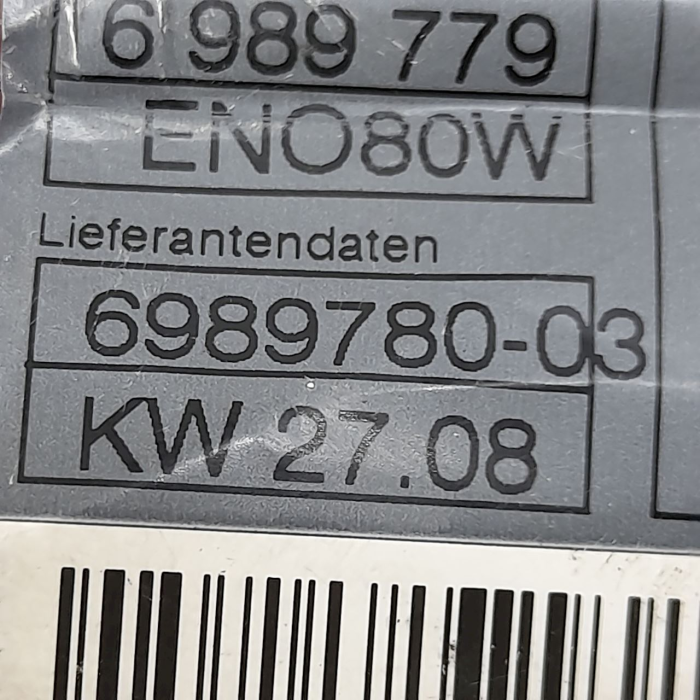 6 989 779
ENO80W
Lieferantendaten
6989780-03
KW 27.08